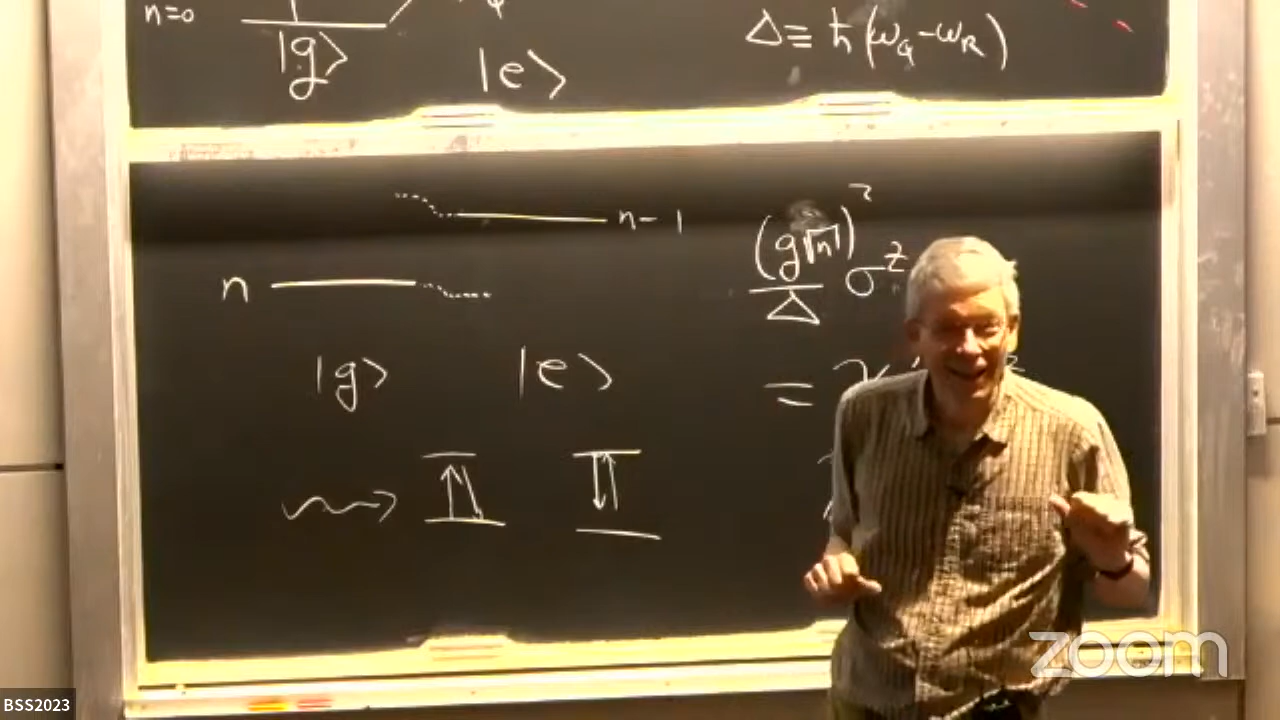 n=0
|g⟩ |e⟩
Δ≡ ħ(ω_Q-ω_R)
n-1
n
|g⟩ |e⟩
(g√n)²
Δ
σ^z
=
BSS2023
zoom